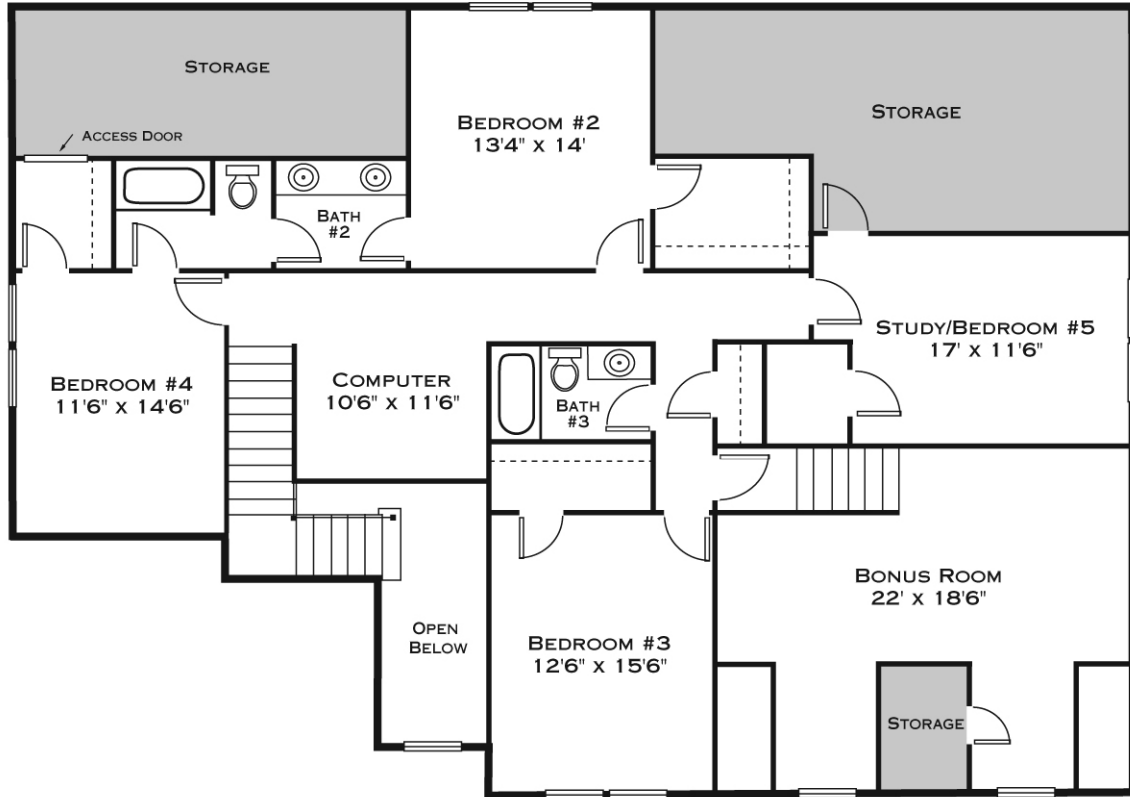 STORAGE
STORAGE
ACCESS DOOR
BEDROOM #2
13'4" X 14'
BATH
#2
STUDY/BEDROOM #5
17' X 11'6"
BEDROOM #4
11'6" X 14'6"
COMPUTER
10'6" X 11'6"
BATH
#3
BONUS ROOM
22' X 18'6"
OPEN
BELOW
BEDROOM #3
12'6" X 15'6"
STORAGE